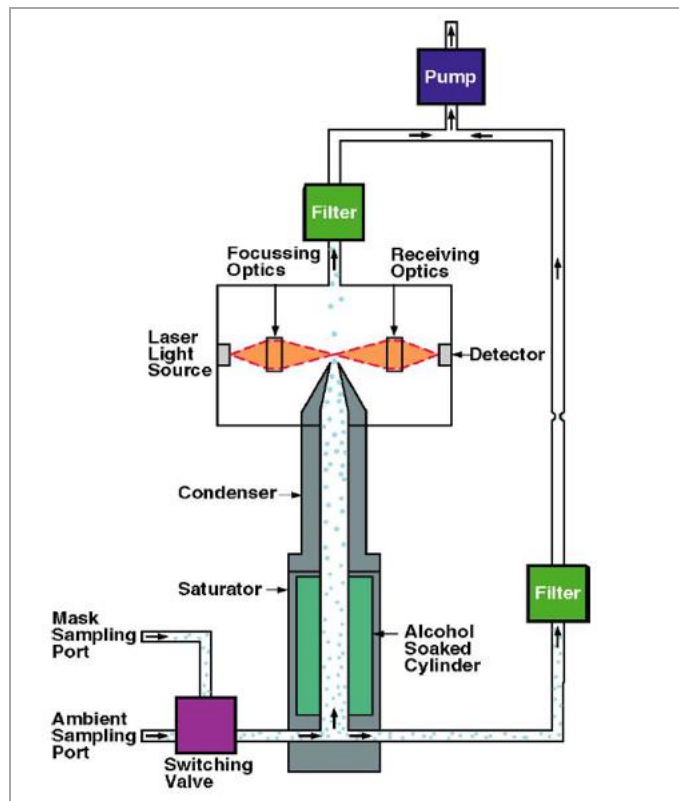 Pump
Filter
Focussing
Optics
Receiving
Optics
Laser
Light
Source
Detector
Condenser
Saturator
Filter
Mask
Sampling
Port
Alcohol
Soaked
Cylinder
Ambient
Sampling
Port
Switching
Valve